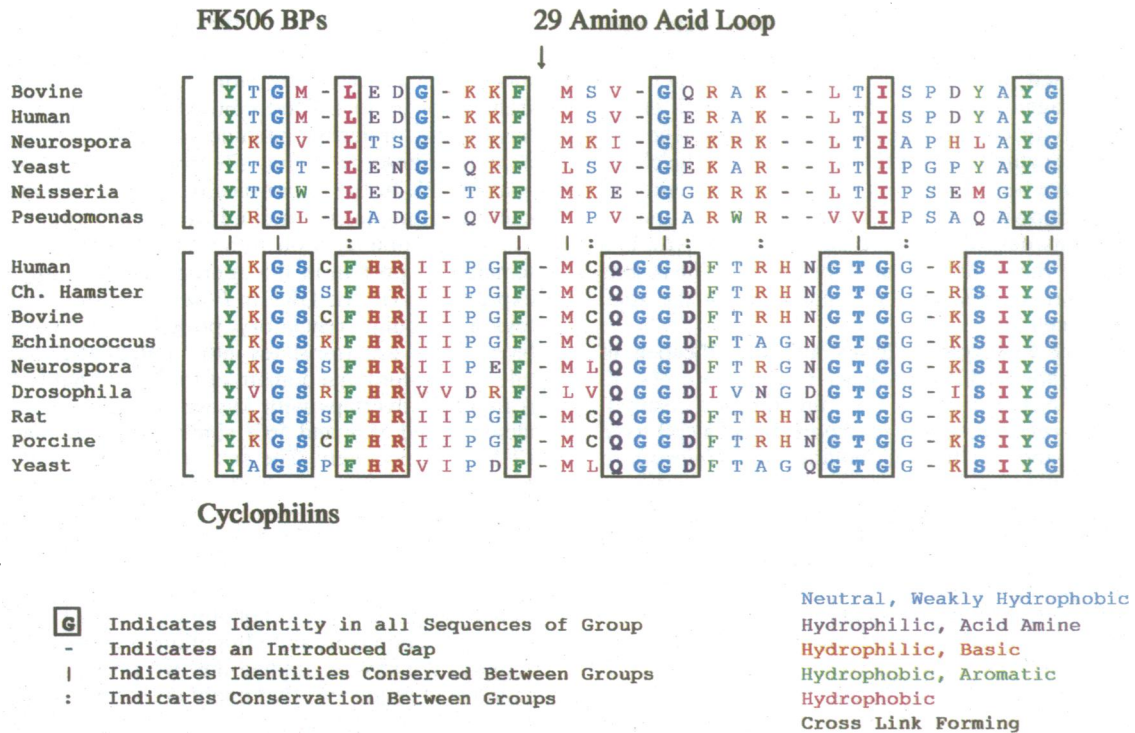 FK506 BPs 29 Amino Acid Loop
↓
Bovine Y T G M - L E D G - K K F M S V - G Q R A K - - L T I S P D Y A Y G
Human Y T G M - L E D G - K K F M S V - G E R A K - - L T I S P D Y A Y G
Neurospora Y K G V - L T S G - K K F M K I - G E K R K - - L T I A P H L A Y G
Yeast Y T G T - L E N G - Q K F L S V - G E K A R - - L T I P G P Y A Y G
Neisseria Y T G W - L E D G - T K F M K E - G G K R K - - L T I P S E M G Y G
Pseudomonas Y R G L - L A D G - Q V F M P V - G A R W R - - V V I P S A Q A Y G
| | : | | : | : : | : | |
Human Y K G S C F H R I I P G F - M C Q G G D F T R H N G T G G - K S I Y G
Ch. Hamster Y K G S S F H R I I P G F - M C Q G G D F T R H N G T G G - R S I Y G
Bovine Y K G S C F H R I I P G F - M C Q G G D F T R H N G T G G - K S I Y G
Echinococcus Y K G S K F H R I I P G F - M C Q G G D F T A G N G T G G - K S I Y G
Neurospora Y K G S S F H R I I P E F - M L Q G G D F T R G N G T G G - K S I Y G
Drosophila Y V G S R F H R V V D R F - L V Q G G D I V N G D G T G S - I S I Y G
Rat Y K G S S F H R I I P G F - M C Q G G D F T R H N G T G G - K S I Y G
Porcine Y K G S C F H R I I P G F - M C Q G G D F T R H N G T G G - K S I Y G
Yeast Y A G S P F H R V I P D F - M L Q G G D F T A G Q G T G G - K S I Y G
Cyclophilins
G Indicates Identity in all Sequences of Group
- Indicates an Introduced Gap
| Indicates Identities Conserved Between Groups
: Indicates Conservation Between Groups
Neutral, Weakly Hydrophobic
Hydrophilic, Acid Amine
Hydrophilic, Basic
Hydrophobic, Aromatic
Hydrophobic
Cross Link Forming